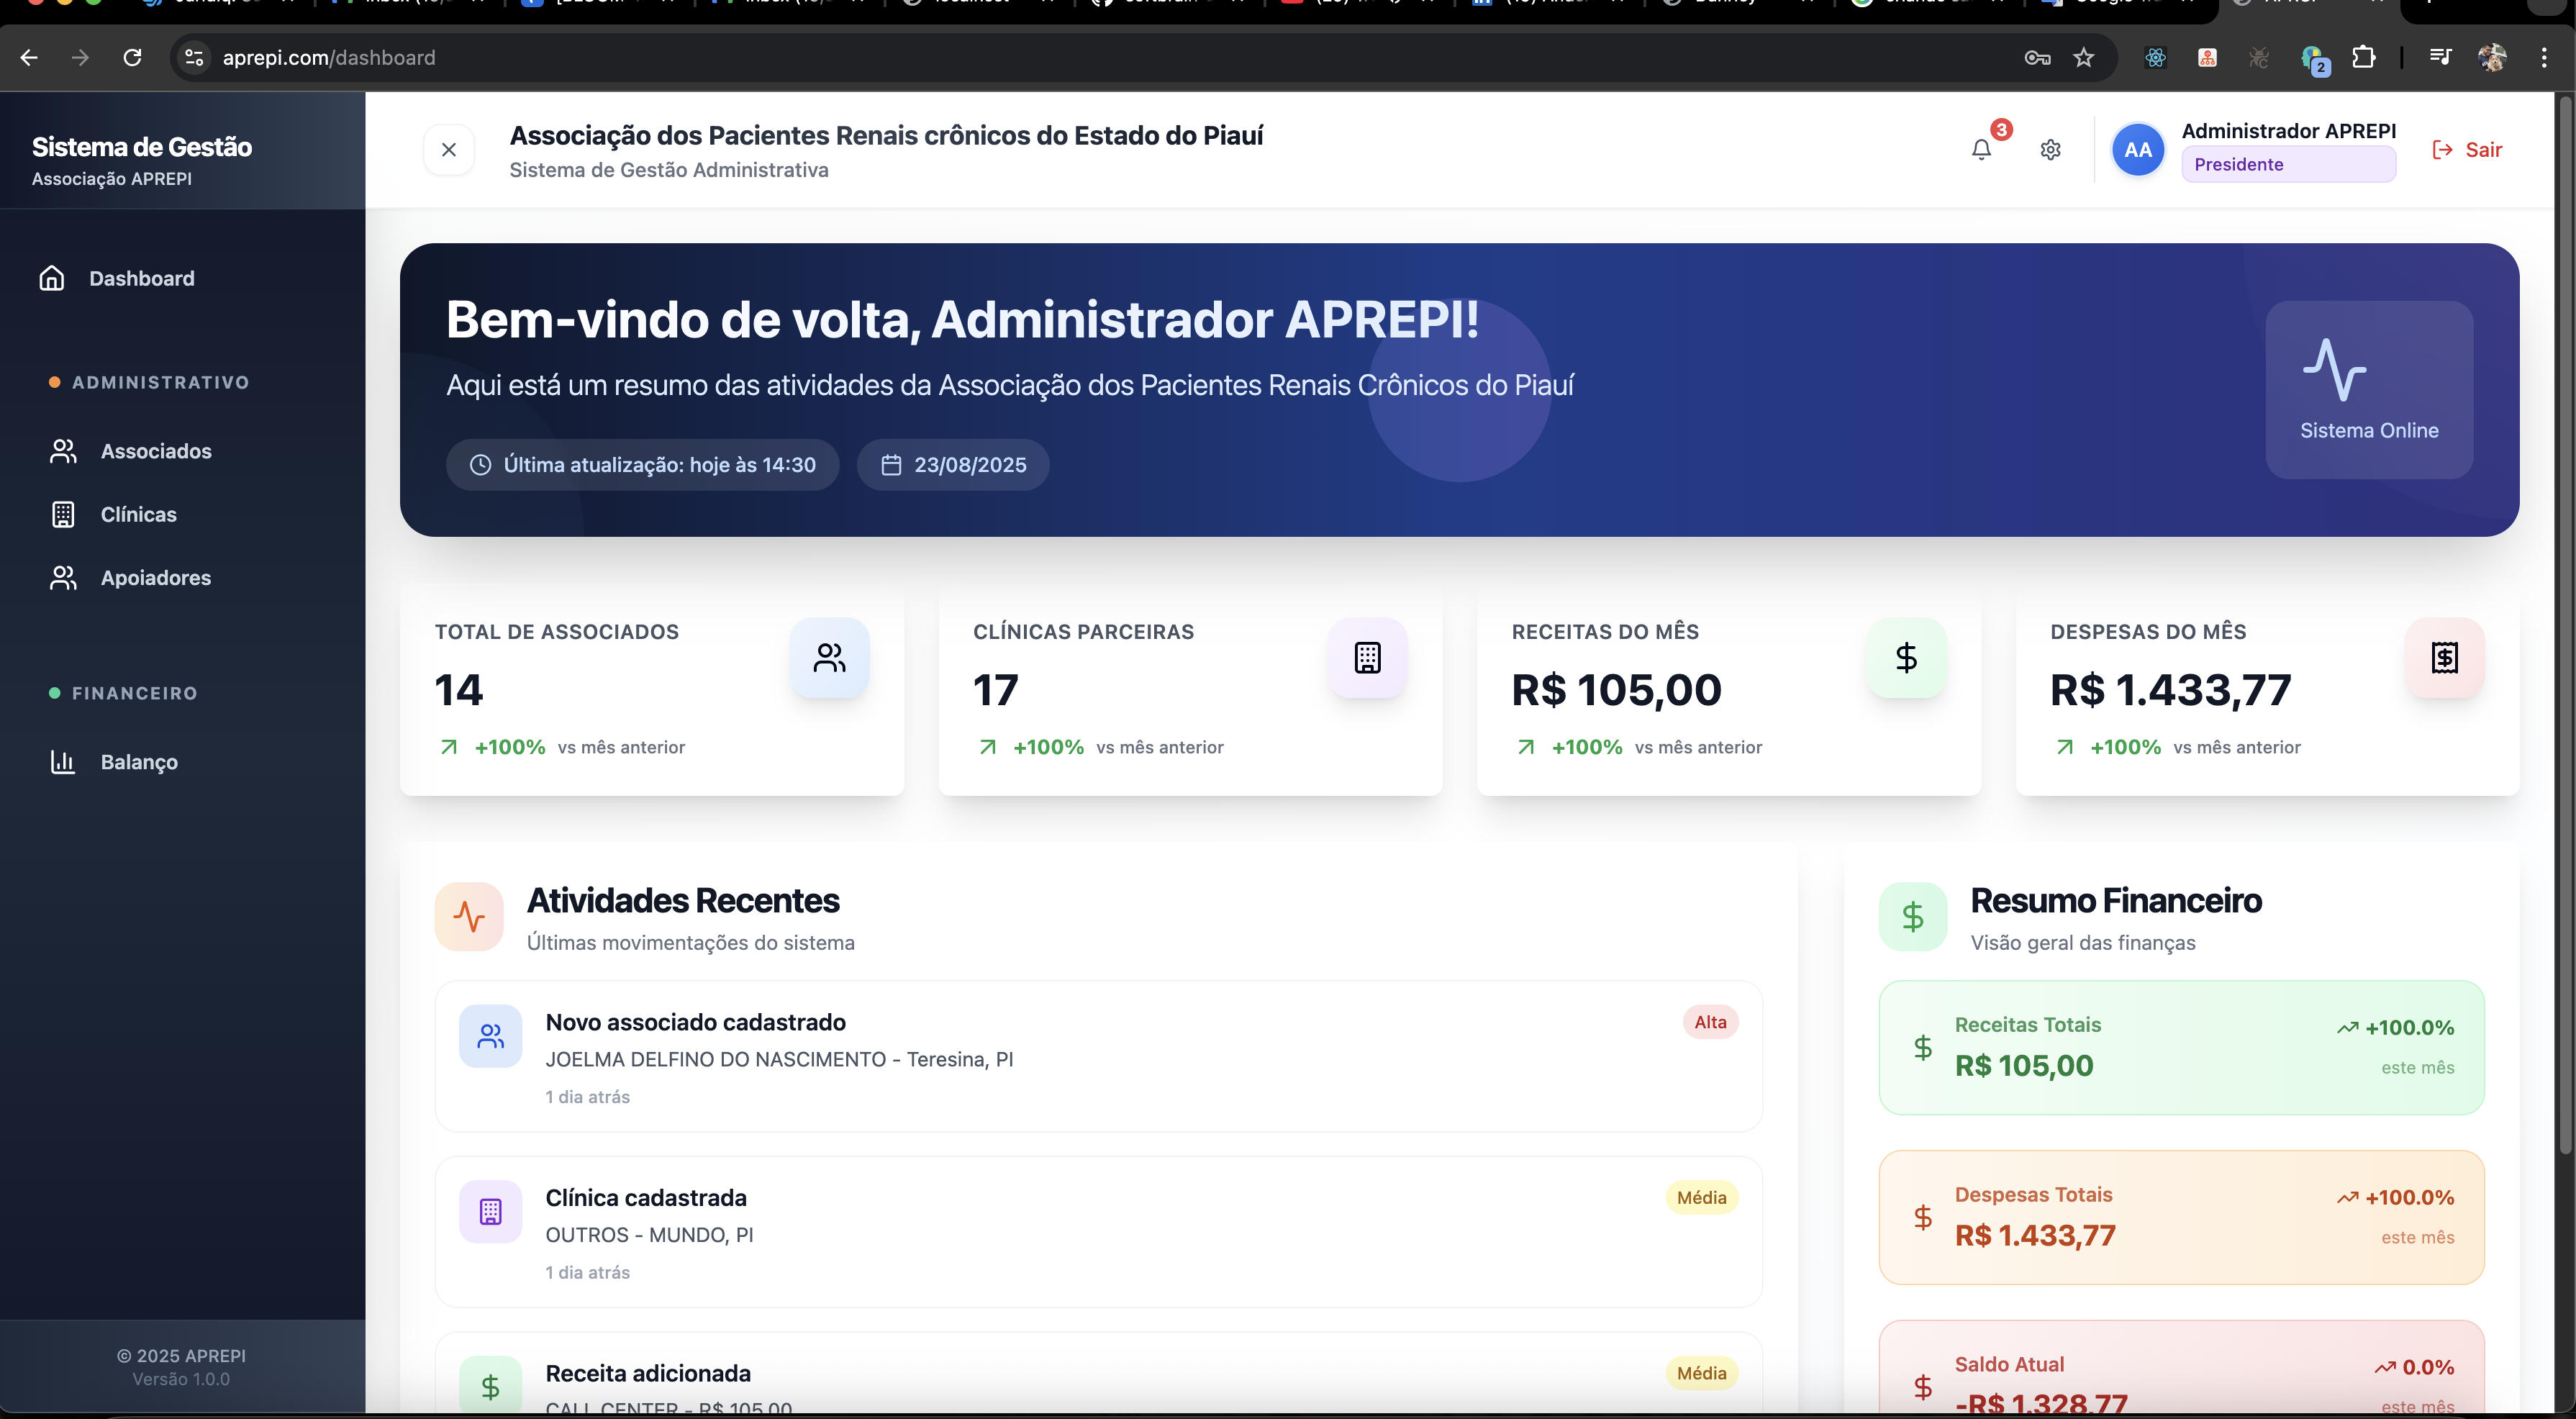 aprepi.com/dashboard
2
Sistema de Gestão
Associação APREPI
Dashboard
ADMINISTRATIVO
Associados
Clínicas
Apoiadores
FINANCEIRO
Balanço
© 2025 APREPI
Versão 1.0.0
Associação dos Pacientes Renais crônicos do Estado do Piauí
Sistema de Gestão Administrativa
3
AA
Administrador APREPI
Presidente
Sair
Bem-vindo de volta, Administrador APREPI!
Aqui está um resumo das atividades da Associação dos Pacientes Renais Crônicos do Piauí
Última atualização: hoje às 14:30
23/08/2025
Sistema Online
TOTAL DE ASSOCIADOS
14
+100% vs mês anterior
CLÍNICAS PARCEIRAS
17
+100% vs mês anterior
RECEITAS DO MÊS
R$ 105,00
+100% vs mês anterior
DESPESAS DO MÊS
R$ 1.433,77
+100% vs mês anterior
Atividades Recentes
Últimas movimentações do sistema
Novo associado cadastrado
Alta
JOELMA DELFINO DO NASCIMENTO - Teresina, PI
1 dia atrás
Clínica cadastrada
Média
OUTROS - MUNDO, PI
1 dia atrás
Receita adicionada
Média
CALL CENTER - R$ 105,00
Resumo Financeiro
Visão geral das finanças
Receitas Totais
+100.0%
R$ 105,00
este mês
Despesas Totais
+100.0%
R$ 1.433,77
este mês
Saldo Atual
0.0%
-R$ 1.328,77
este mês